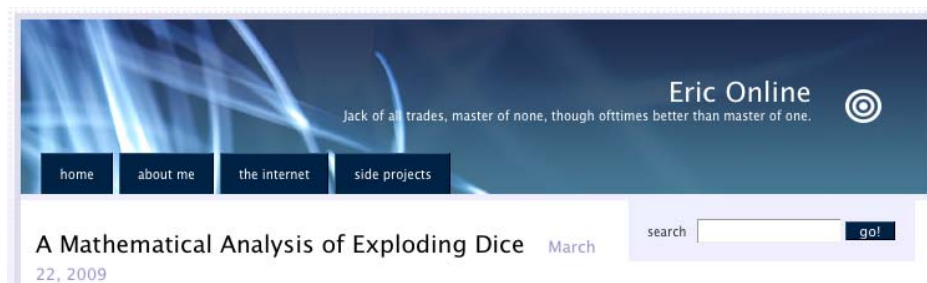 Eric Online
Jack of all trades, master of none, though ofttimes better than master of one.
home about me the internet side projects
search go!
A Mathematical Analysis of Exploding Dice March
22, 2009